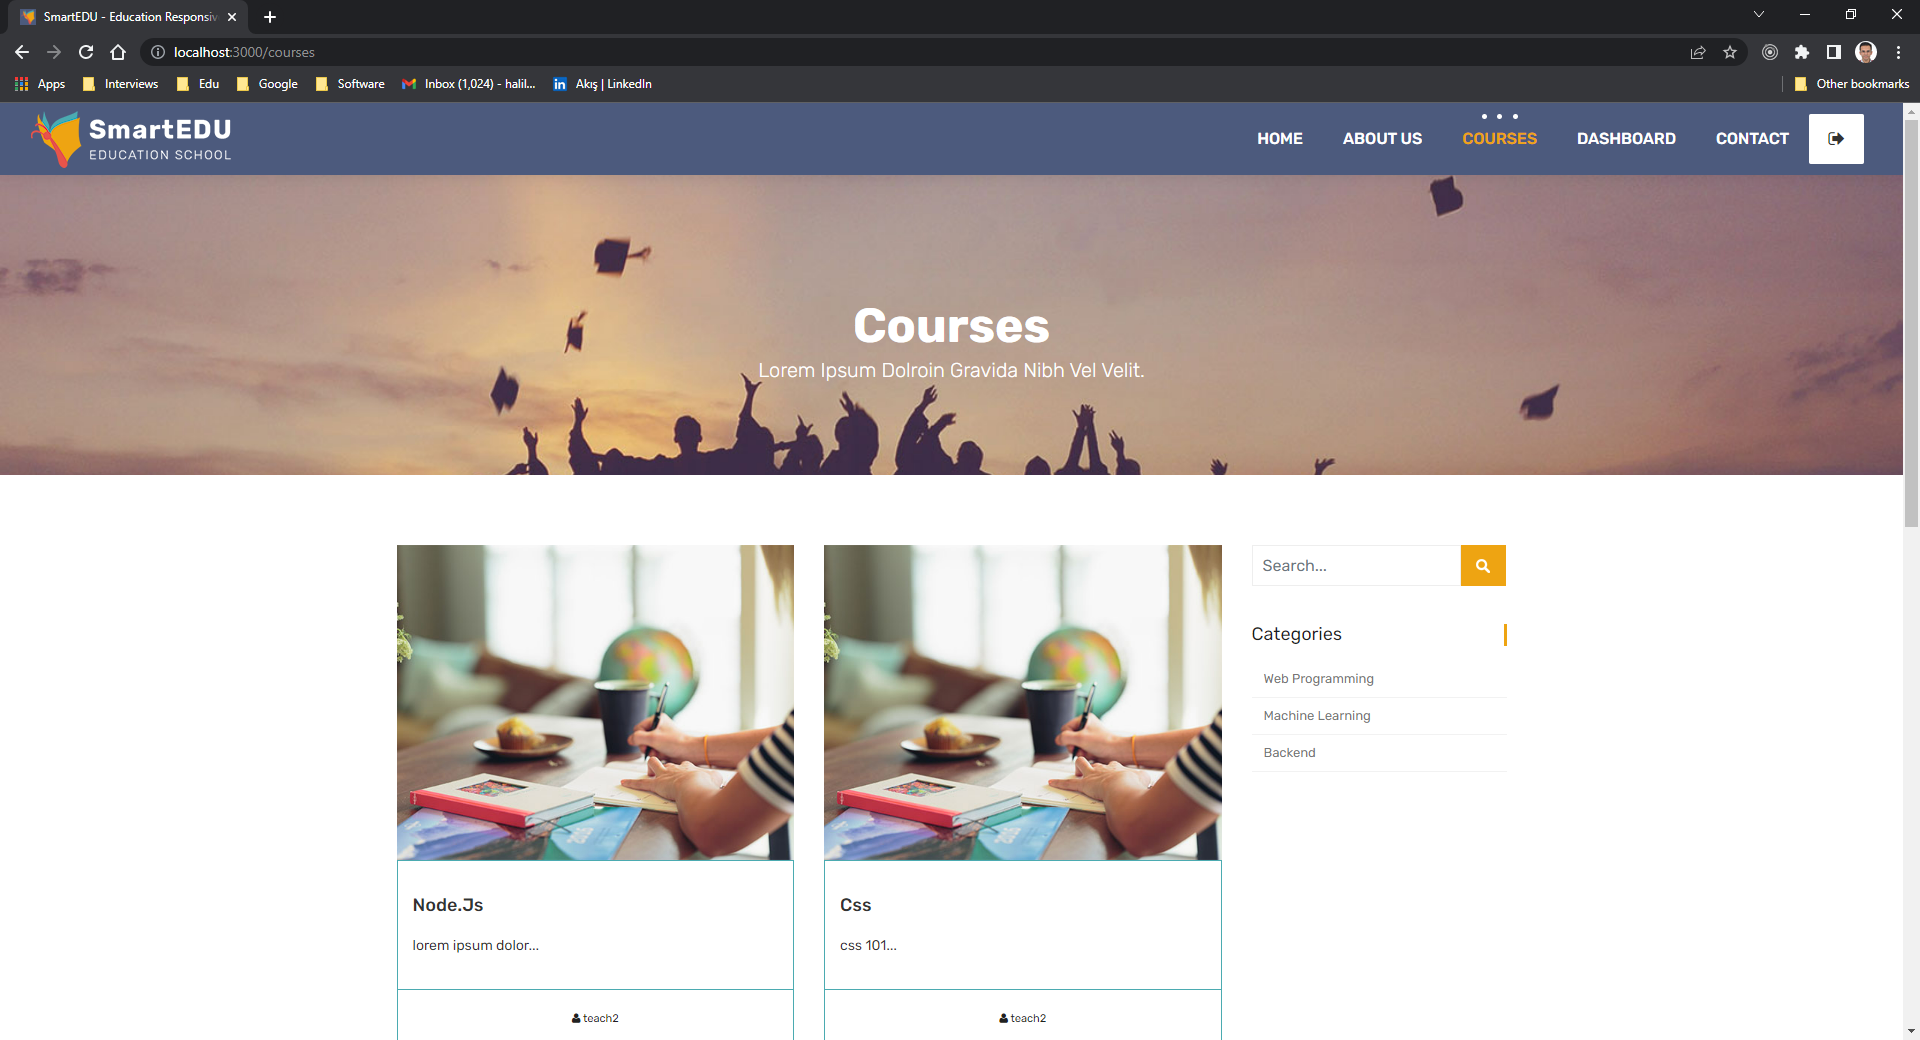 SmartEDU - Education Responsiv
localhost:3000/courses
Apps Interviews Edu Google Software Inbox (1,024) - halil... Akış | LinkedIn Other bookmarks
SmartEDU
EDUCATION SCHOOL
HOME ABOUT US COURSES DASHBOARD CONTACT
Courses
Lorem Ipsum Dolroin Gravida Nibh Vel Velit.
Search...
Categories
Web Programming
Machine Learning
Backend
Node.Js
lorem ipsum dolor...
teach2
Css
css 101...
teach2